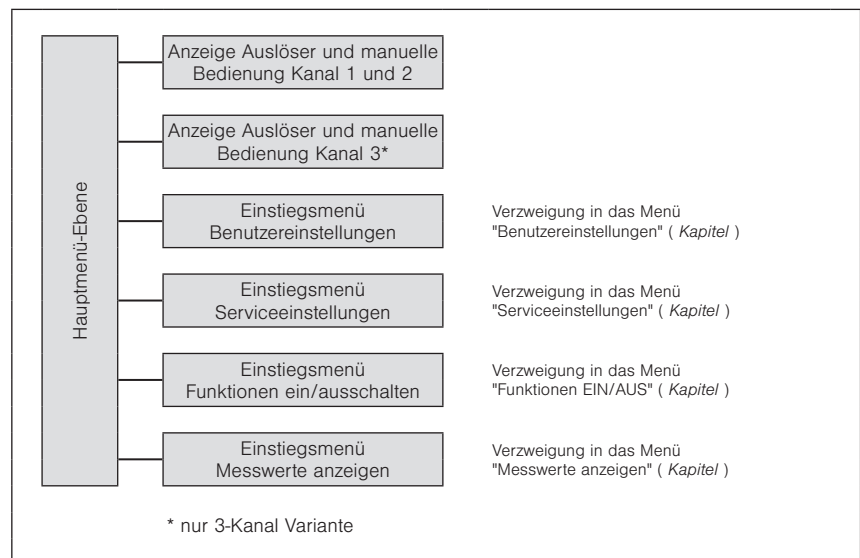 Hauptmenü-Ebene
Anzeige Auslöser und manuelle
Bedienung Kanal 1 und 2
Anzeige Auslöser und manuelle
Bedienung Kanal 3*
Einstiegsmenü
Benutzereinstellungen
Verzweigung in das Menü
"Benutzereinstellungen" ( Kapitel )
Einstiegsmenü
Serviceeinstellungen
Verzweigung in das Menü
"Serviceeinstellungen" ( Kapitel )
Einstiegsmenü
Funktionen ein/ausschalten
Verzweigung in das Menü
"Funktionen EIN/AUS" ( Kapitel )
Einstiegsmenü
Messwerte anzeigen
Verzweigung in das Menü
"Messwerte anzeigen" ( Kapitel )
* nur 3-Kanal Variante